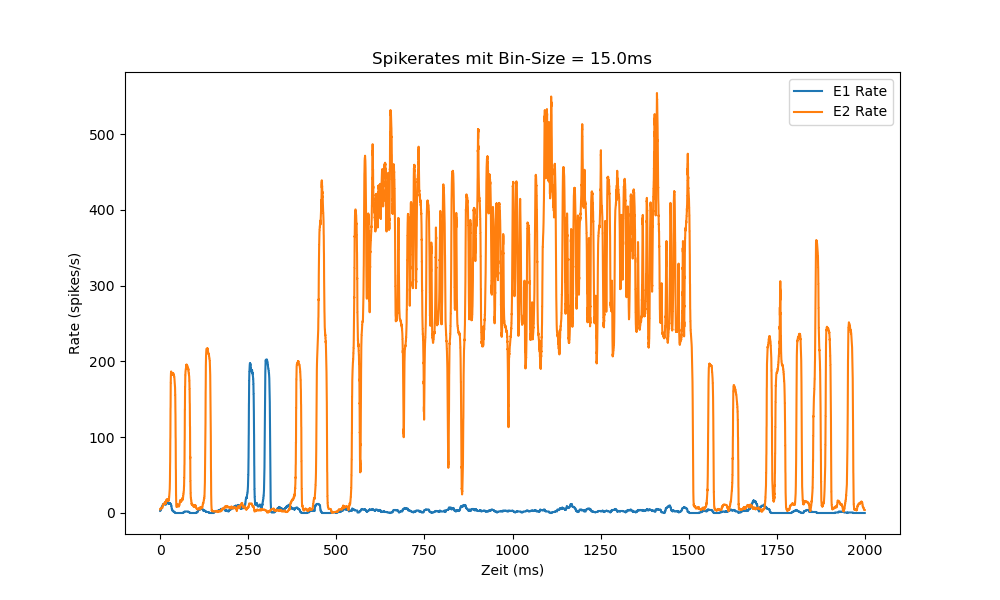 Spikerates mit Bin-Size = 15.0ms
E1 Rate
E2 Rate
Rate (spikes/s)
500
400
300
200
100
0
0 250 500 750 1000 1250 1500 1750 2000
Zeit (ms)